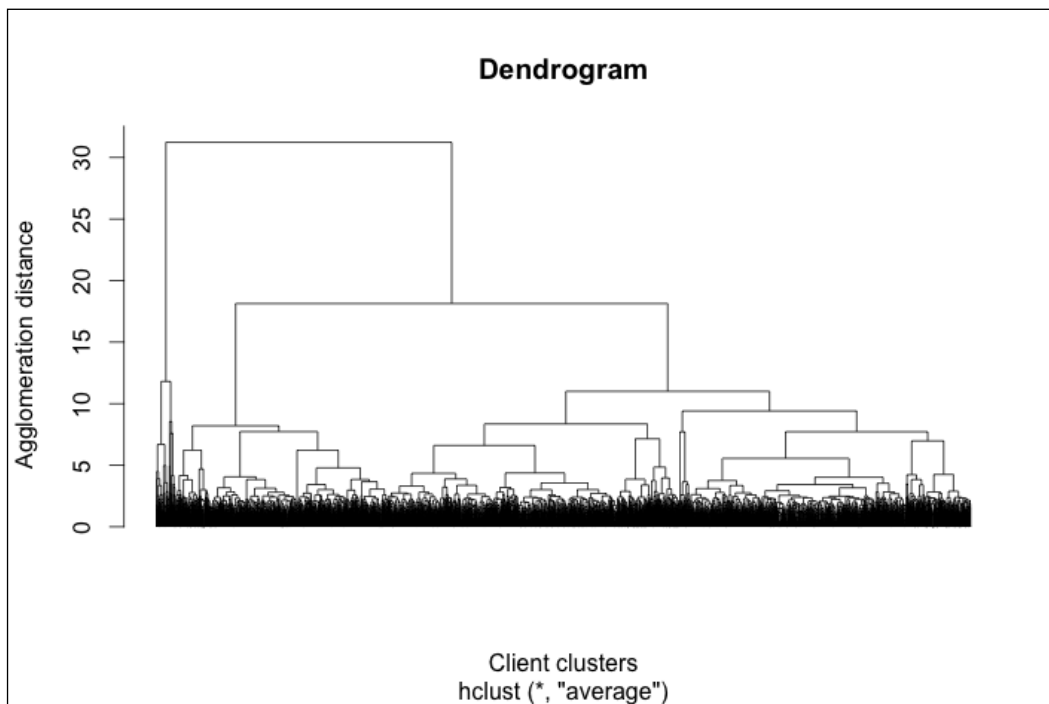 Dendrogram
Agglomeration distance
30
25
20
15
10
5
0
Client clusters
hclust (*, "average")